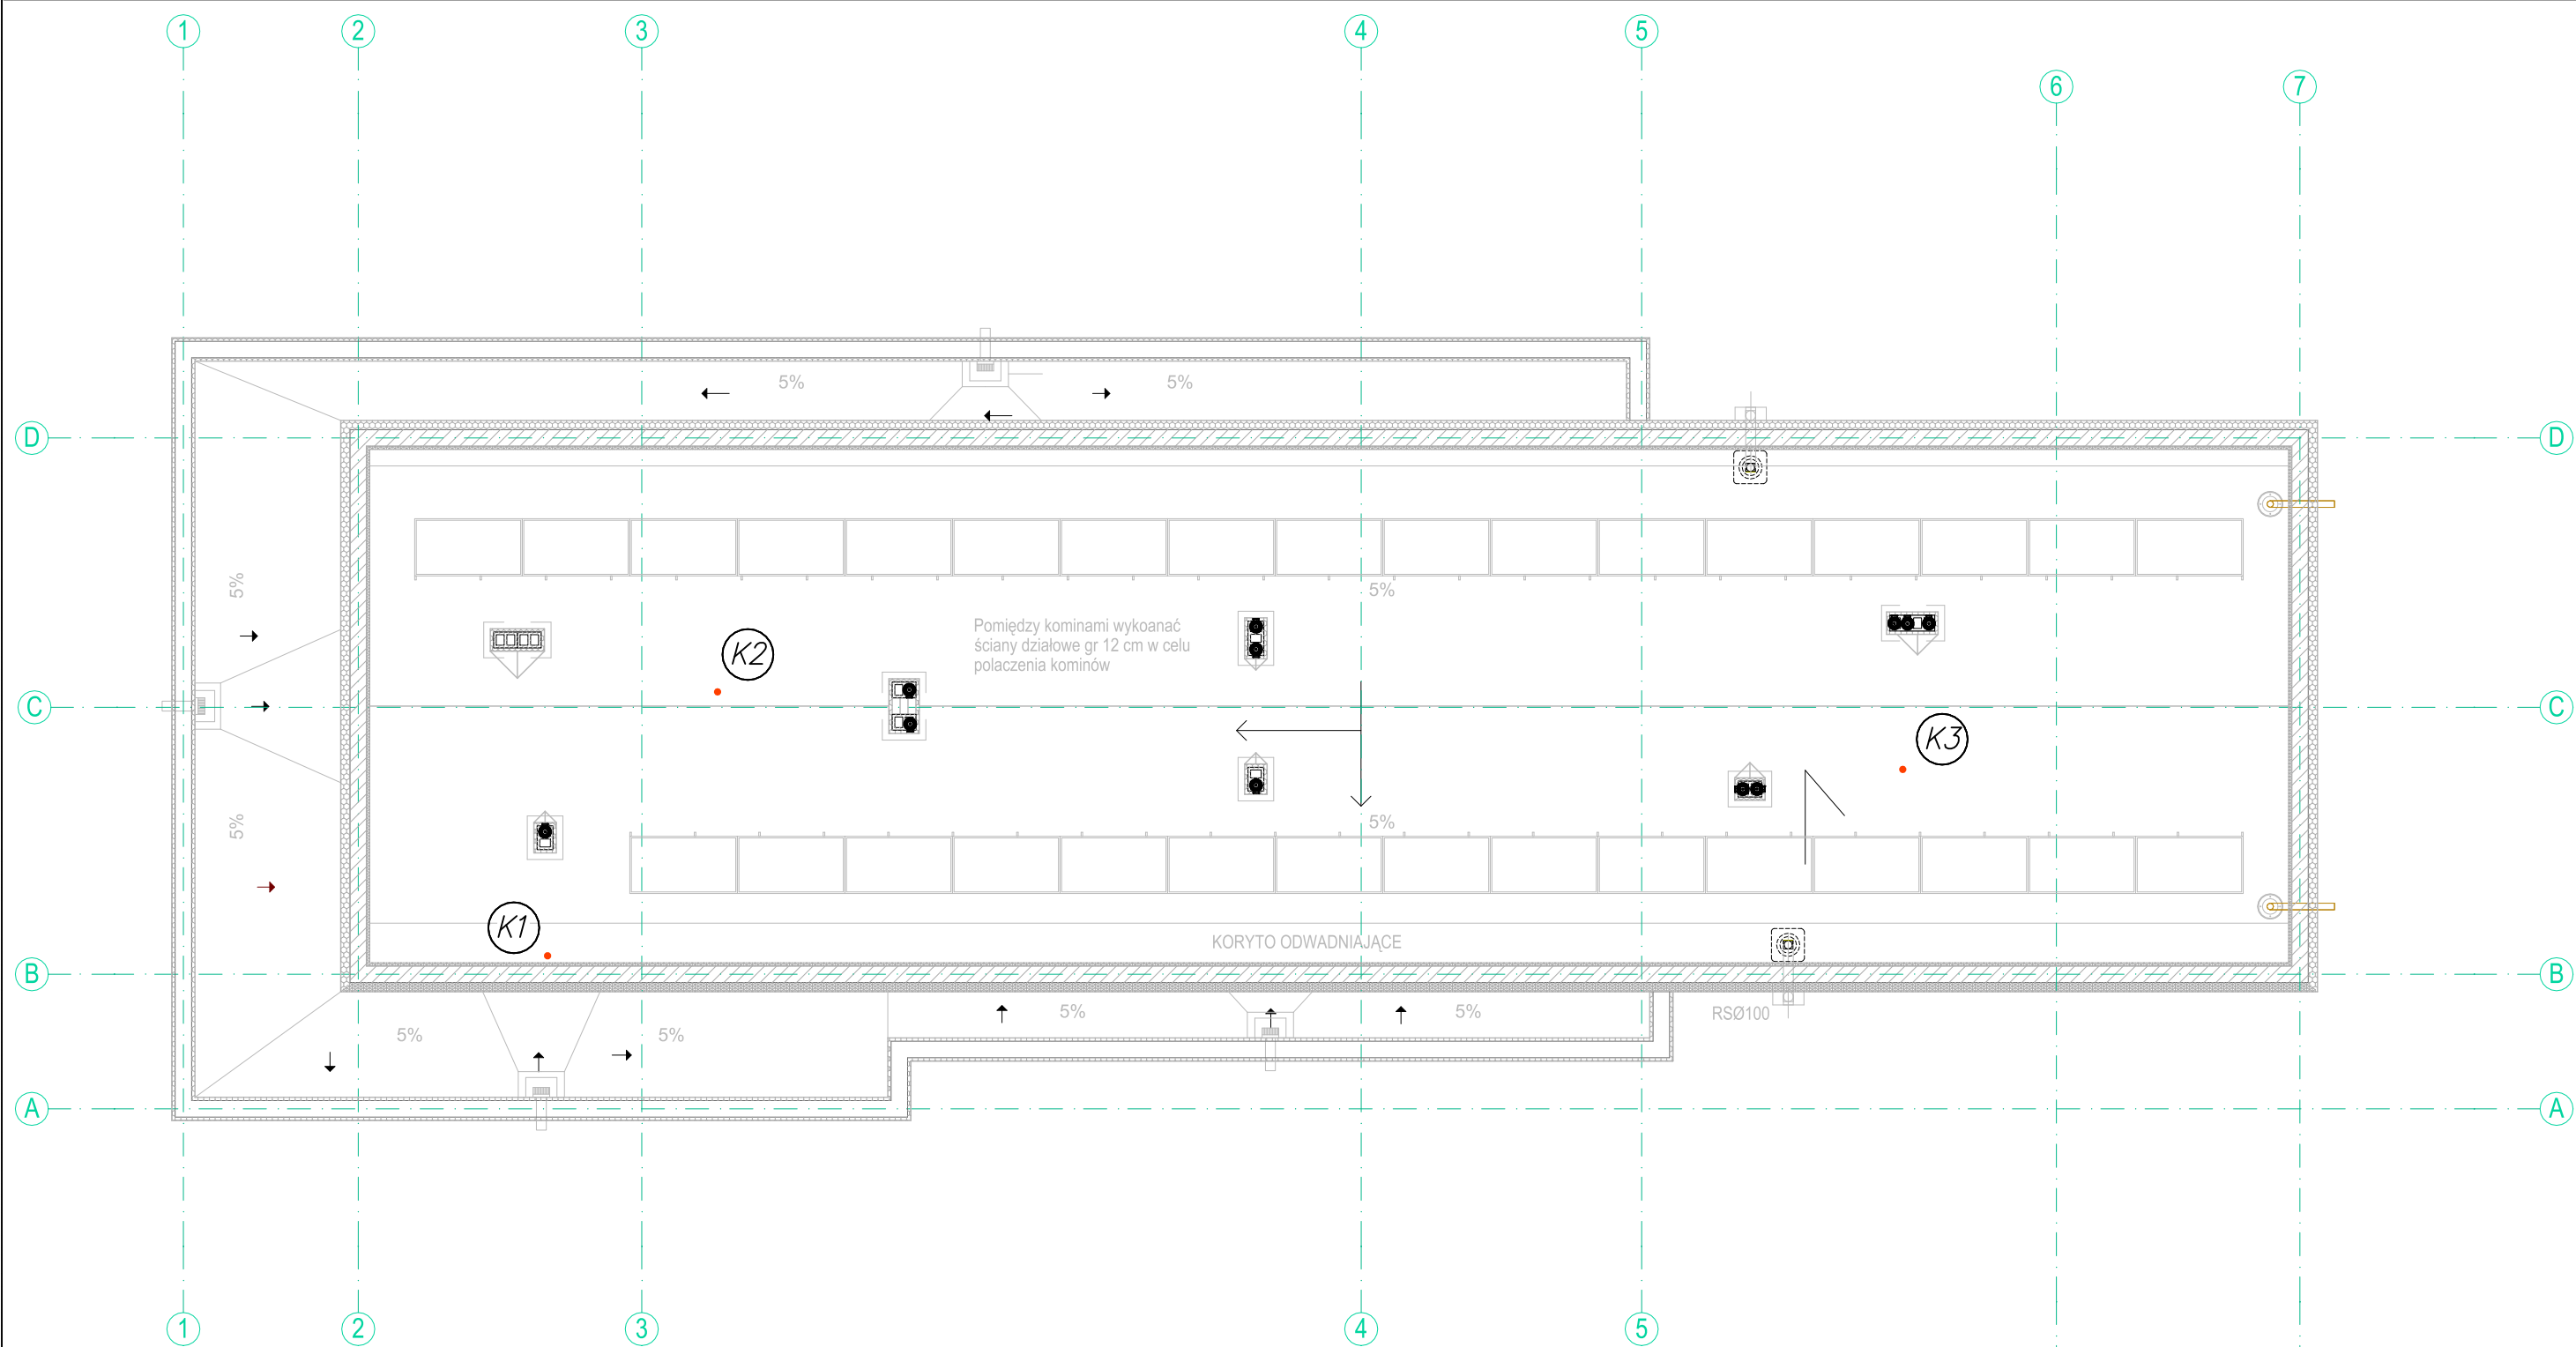 1
2
3
4
5
6
7
5%
5%
D
D
5%
5%
Pomiędzy kominami wykoanać
ściany działowe gr 12 cm w celu
polaczenia kominów
K2
C
C
K3
5%
5%
K1
KORYTO ODWADNIAJĄCE
B
B
5%
5%
RSØ100
5%
5%
A
A
1
2
3
4
5